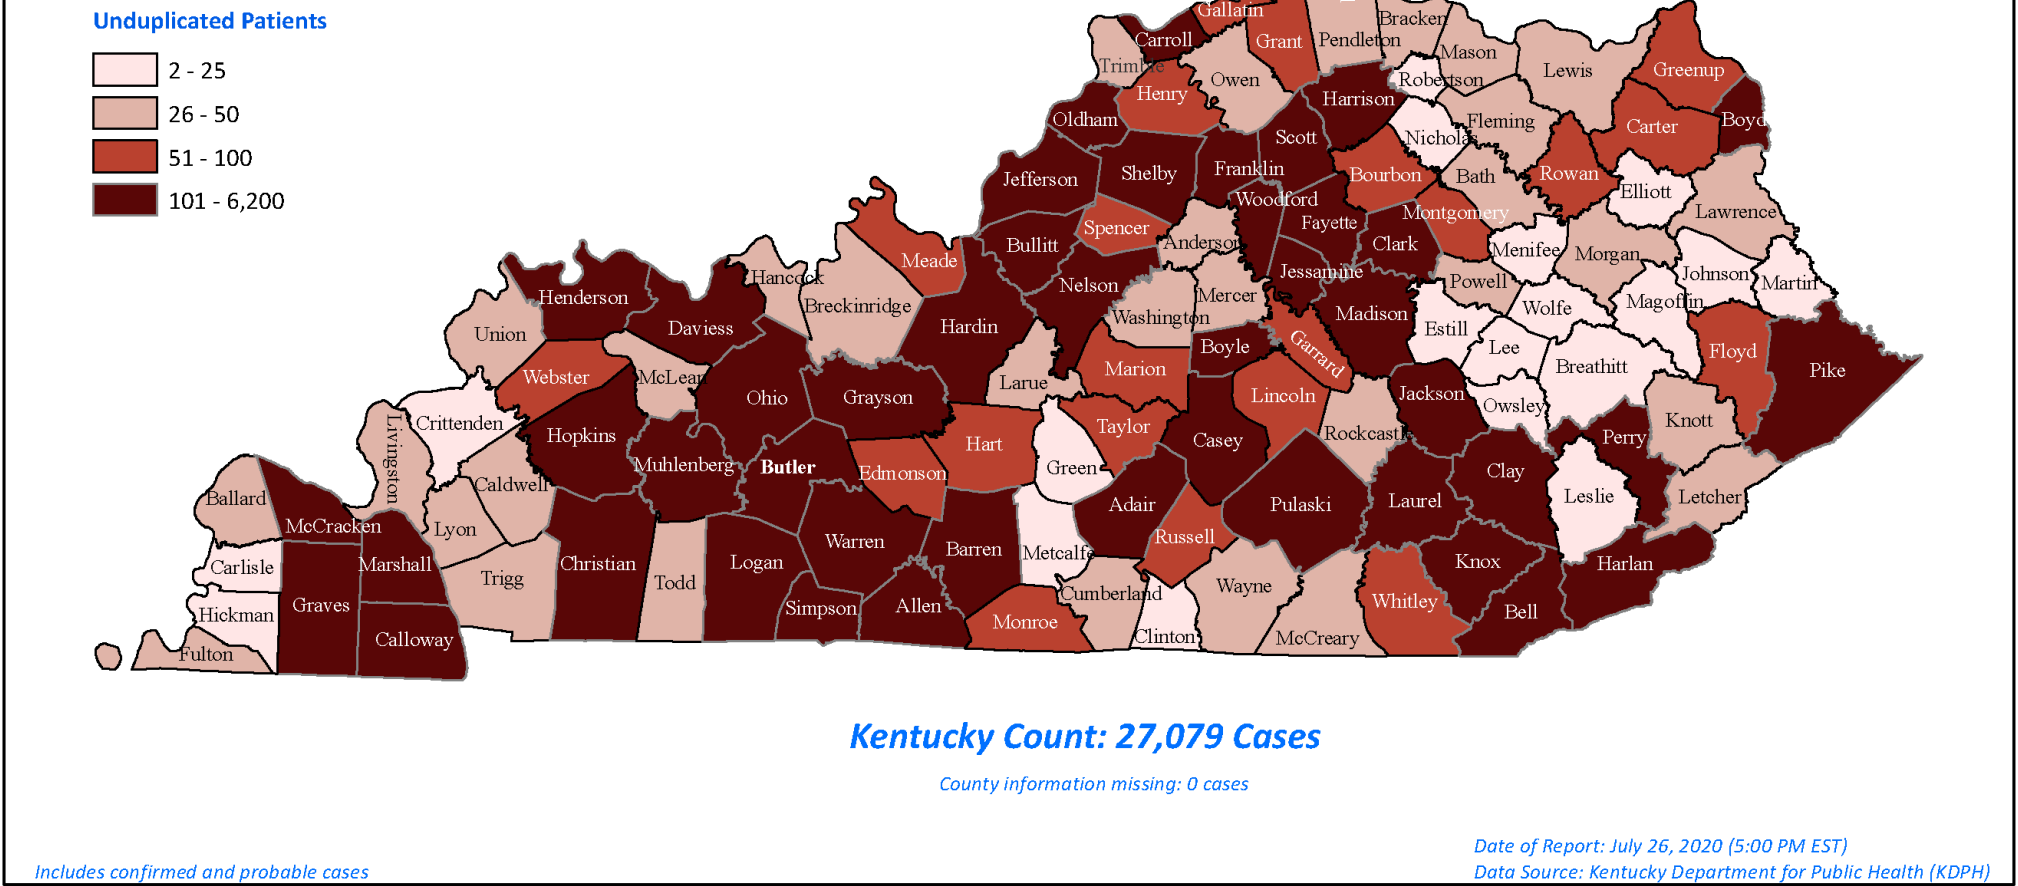 Unduplicated Patients
2 - 25
26 - 50
51 - 100
101 - 6,200
Gallatin
Bracken
Carroll
Grant
Pendleton
Mason
Trimble
Owen
Robertson
Lewis
Greenup
Henry
Harrison
Oldham
Scott
Nicholas
Fleming
Carter
Boyd
Jefferson
Shelby
Franklin
Bourbon
Bath
Rowan
Elliott
Woodford
Spencer
Fayette
Montgomery
Lawrence
Bullitt
Anderson
Clark
Menifee
Morgan
Meade
Hancock
Nelson
Jessamine
Powell
Johnson
Martin
Henderson
Breckinridge
Mercer
Magoffin
Union
Daviess
Hardin
Washington
Madison
Estill
Wolfe
Webster
McLean
Larue
Marion
Boyle
Garrard
Lee
Breathitt
Floyd
Pike
Crittenden
Ohio
Grayson
Lincoln
Jackson
Owsley
Livingston
Hopkins
Hart
Taylor
Casey
Rockcastle
Perry
Knott
Muhlenberg
Butler
Edmonson
Green
Clay
Ballard
Caldwell
Adair
Pulaski
Laurel
Leslie
Letcher
McCracken
Lyon
Warren
Barren
Metcalfe
Russell
Carlisle
Marshall
Trigg
Christian
Todd
Logan
Knox
Harlan
Hickman
Graves
Simpson
Allen
Cumberland
Wayne
Whitley
Bell
Fulton
Calloway
Monroe
Clinton
McCreary
Kentucky Count: 27,079 Cases
County information missing: 0 cases
Date of Report: July 26, 2020 (5:00 PM EST)
Includes confirmed and probable cases
Data Source: Kentucky Department for Public Health (KDPH)